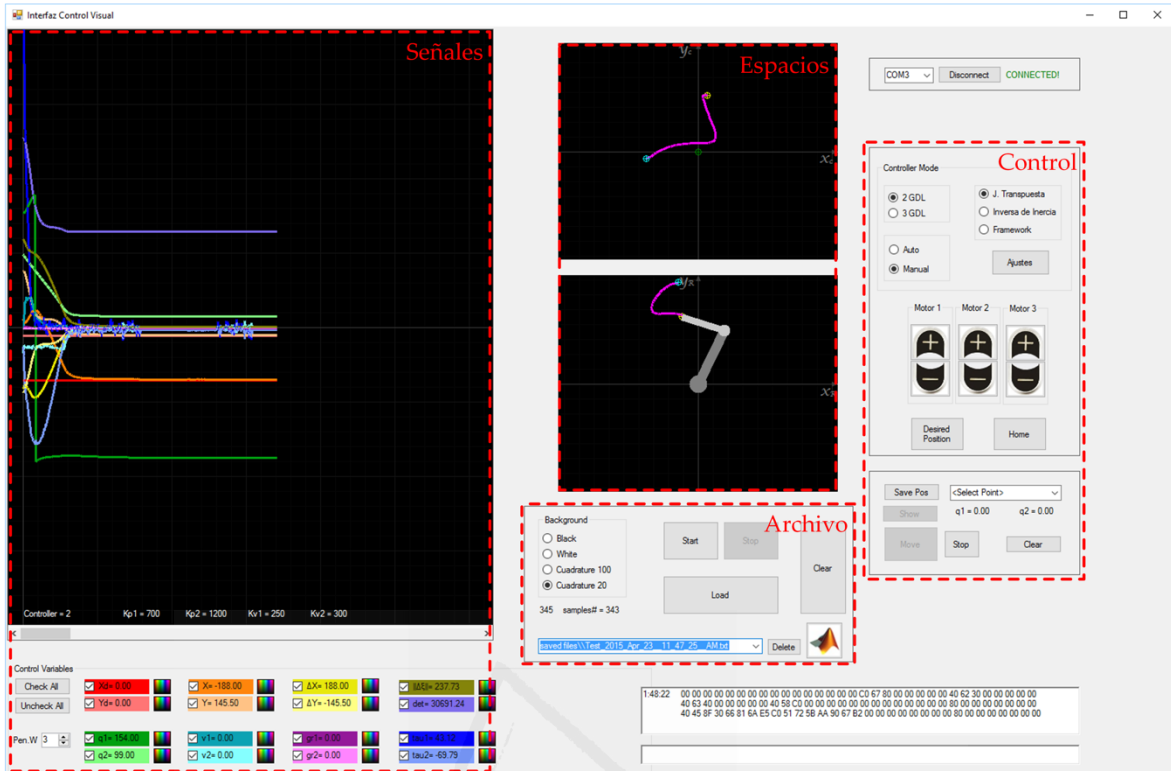 Interfaz Control Visual
Señales
Controller = 2 Kp1 = 700 Kp2 = 1200 Kv1 = 250 Kv2 = 300
Control Variables
Check All
Uncheck All
Pen.W 3
Xd= 0.00 X= -188.00 ΔX= 188.00 = 237.73
Yd= 0.00 Y= 145.50 ΔY= -145.50 det= 30691.24
q1= 154.00 v1= 0.00 gr1= 0.00
q2= 99.00 v2= 0.00 gr2= 0.00 tau2= -69.79
Espacios
Archivo
Background
Black
White
Cuadrature 100
Cuadrature 20
Start Stop
Load
Clear
345 samples# = 343
saved files\\Test_2015_Apr_23__11_47_25__AM.txt
Delete
COM3 Disconnect CONNECTED!
Control
Controller Mode
2 GDL
3 GDL
J. Transpuesta
Inversa de Inercia
Framework
Auto
Manual
Ajustes
Motor 1 Motor 2 Motor 3
Desired
Position
Home
Save Pos <Select Point>
Show q1 = 0.00 q2 = 0.00
Move Stop Clear
1:48:22